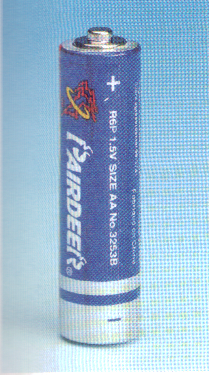 +
R6P 1.5V SIZE AA No.3253B
PAIRDEER®
-